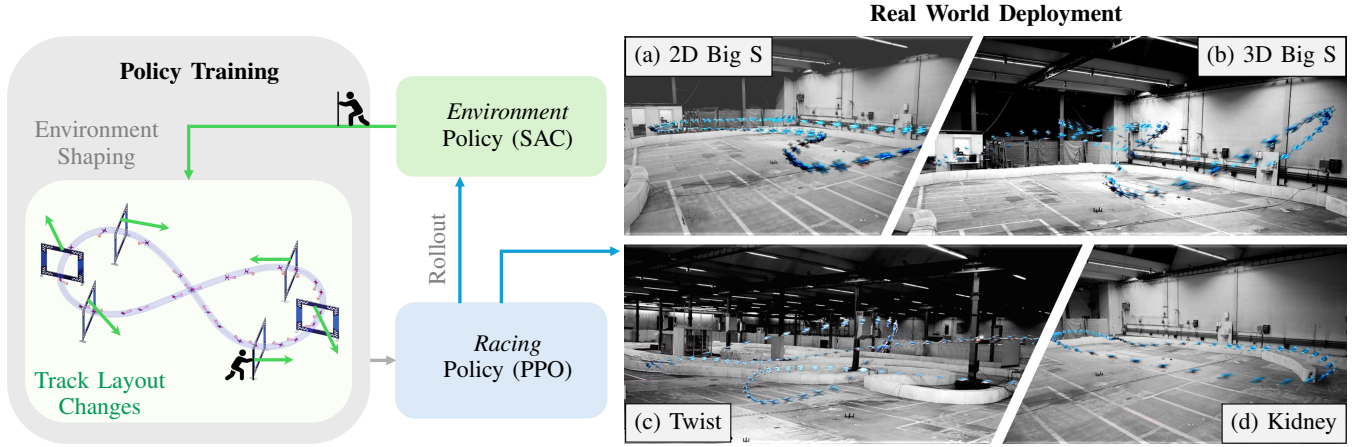 Real World Deployment
Policy Training
Environment
Shaping
Track Layout
Changes
Environment
Policy (SAC)
Rollout
Racing
Policy (PPO)
(a) 2D Big S
(b) 3D Big S
(c) Twist
(d) Kidney